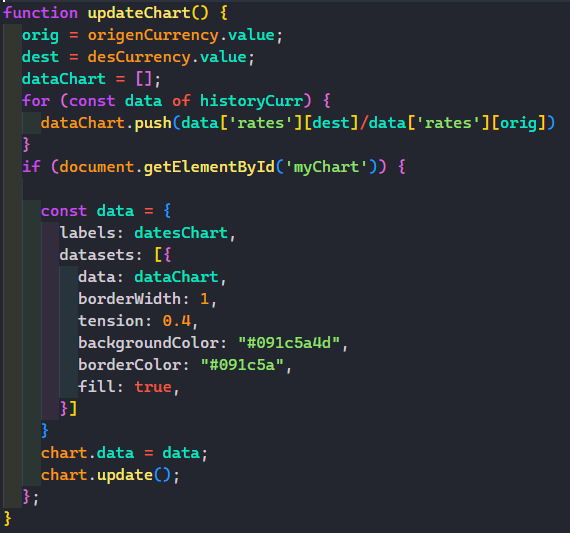 function updateChart() {
  orig = origenCurrency.value;
  dest = desCurrency.value;
  dataChart = [];
  for (const data of historyCurr) {
    dataChart.push(data['rates'][dest]/data['rates'][orig])
  }
  if (document.getElementById('myChart')) {

    const data = {
      labels: datesChart,
      datasets: [{
        data: dataChart,
        borderWidth: 1,
        tension: 0.4,
        backgroundColor: "#091c5a4d",
        borderColor: "#091c5a",
        fill: true,
      }]
    }
    chart.data = data;
    chart.update();
  };
}